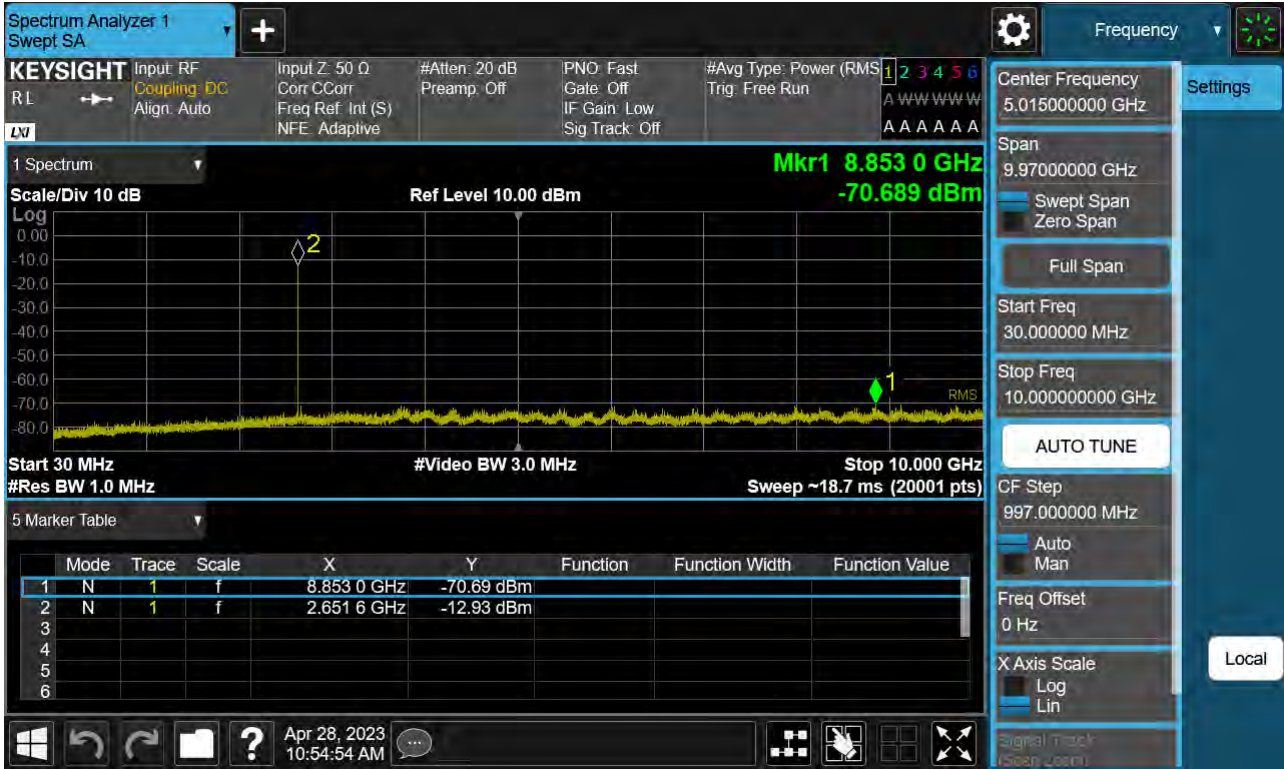 Spectrum Analyzer 1
Swept SA
+
Frequency
KEYSIGHT
RL
LXI
Input: RF
Coupling: DC
Align: Auto
Input Z: 50 Ω
Corr CCorr
Freq Ref: Int (S)
NFE: Adaptive
#Atten: 20 dB
Preamp: Off
PNO: Fast
Gate: Off
IF Gain: Low
Sig Track: Off
#Avg Type: Power (RMS
Trig: Free Run
1 2 3 4 5 6
A W W W W W
A A A A A A
1 Spectrum
Mkr1 8.853 0 GHz
-70.689 dBm
Scale/Div 10 dB
Ref Level 10.00 dBm
Log
0.00
-10.0
-20.0
-30.0
-40.0
-50.0
-60.0
-70.0
-80.0
2
1
RMS
Start 30 MHz
#Video BW 3.0 MHz
Stop 10.000 GHz
#Res BW 1.0 MHz
Sweep ~18.7 ms (20001 pts)
5 Marker Table
Mode Trace Scale X Y Function Function Width Function Value
1 N 1 f 8.853 0 GHz -70.69 dBm
2 N 1 f 2.651 6 GHz -12.93 dBm
3
4
5
6
Center Frequency
5.015000000 GHz
Settings
Span
9.97000000 GHz
Swept Span
Zero Span
Full Span
Start Freq
30.000000 MHz
Stop Freq
10.000000000 GHz
AUTO TUNE
CF Step
997.000000 MHz
Auto
Man
Freq Offset
0 Hz
X Axis Scale
Log
Lin
Local
Signal Track
(Span Zoom)
?
Apr 28, 2023
10:54:54 AM